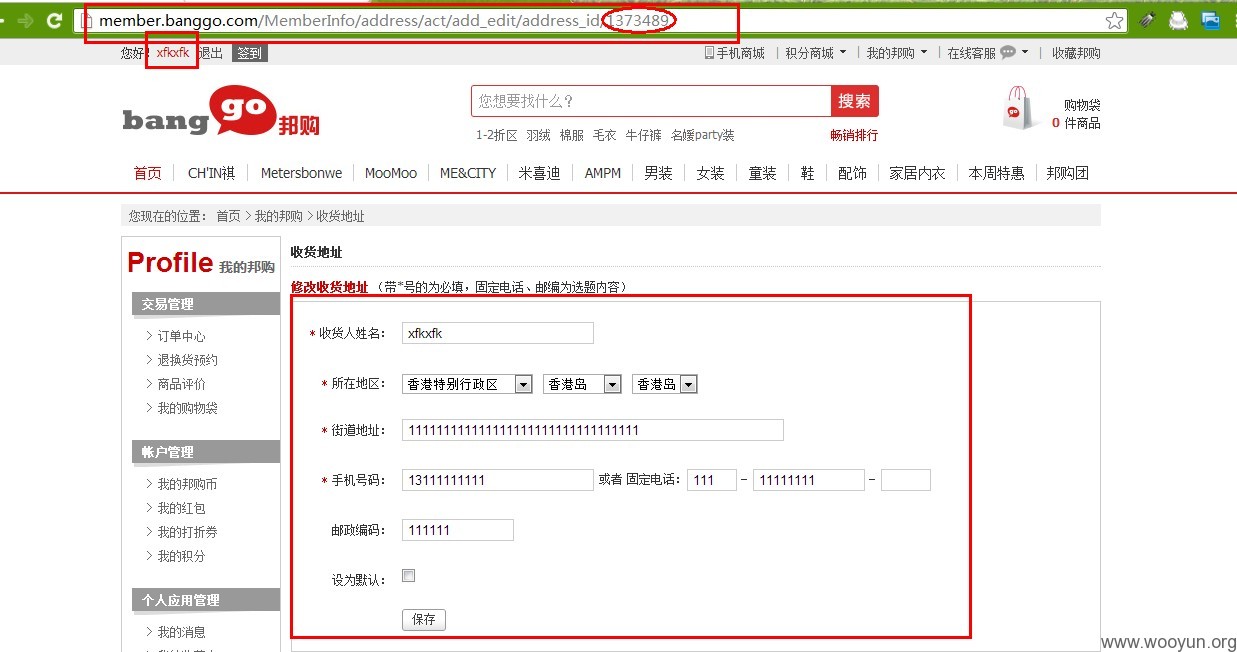 member.banggo.com/MemberInfo/address/act/add_edit/address_id/1373489
您好 xfkxfk 退出 签到 手机商城 积分商城 我的邦购 在线客服 收藏邦购
bang go 邦购
您想要找什么？ 搜索
购物袋
0 件商品
1-2折区 羽绒 棉服 毛衣 牛仔裤 名媛party装 畅销排行
首页 CH'IN祺 Metersbonwe MooMoo ME&CITY 米喜迪 AMPM 男装 女装 童装 鞋 配饰 家居内衣 本周特惠 邦购团
您现在的位置： 首页 > 我的邦购 > 收货地址
Profile 我的邦购
交易管理
> 订单中心
> 退换货预约
> 商品评价
> 我的购物袋
帐户管理
> 我的邦购币
> 我的红包
> 我的打折券
> 我的积分
个人应用管理
> 我的消息
收货地址
修改收货地址 （带*号的为必填，固定电话、邮编为选题内容）
* 收货人姓名： xfkxfk
* 所在地区： 香港特别行政区 香港岛 香港岛
* 街道地址： 111111111111111111111111111111111
* 手机号码： 13111111111 或者 固定电话： 111 - 11111111 -
邮政编码： 111111
设为默认：
保存
www.wooyun.org